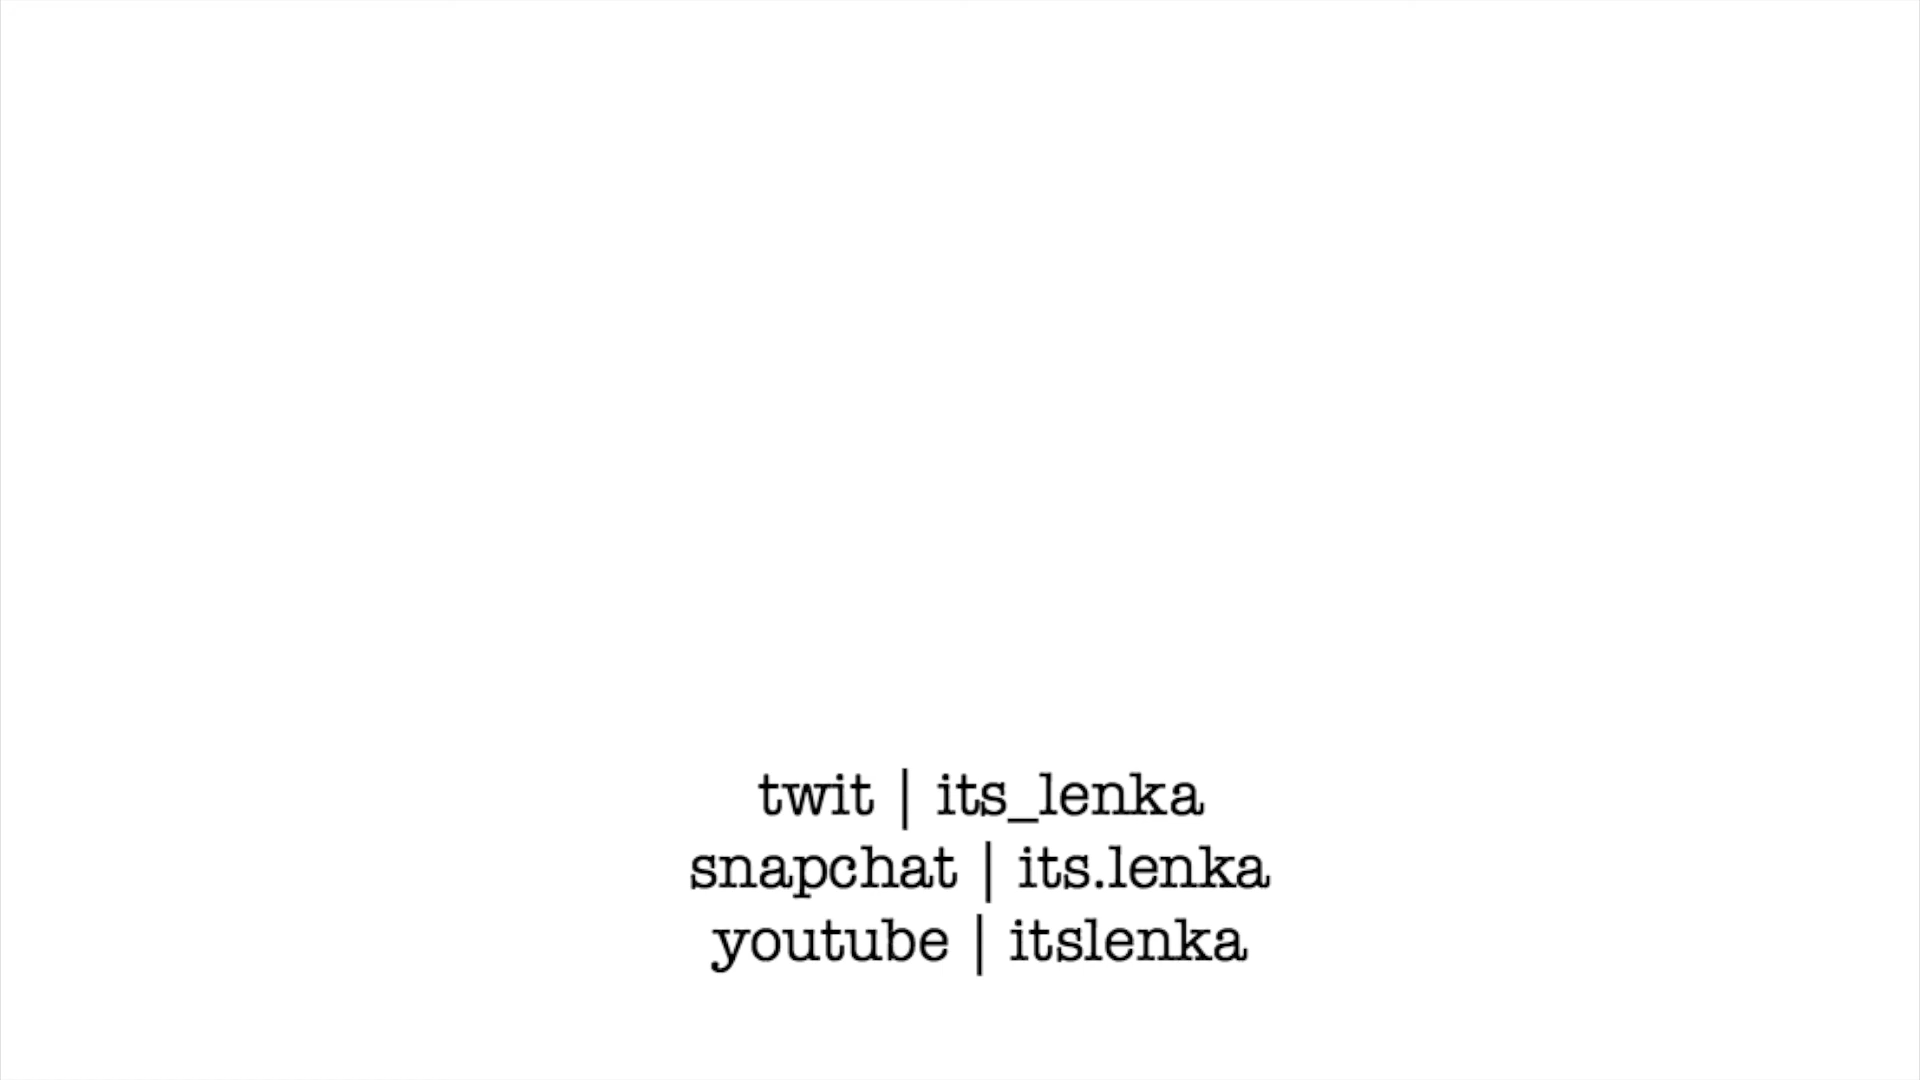 twit | its_lenka
snapchat | its.lenka
youtube | itslenka